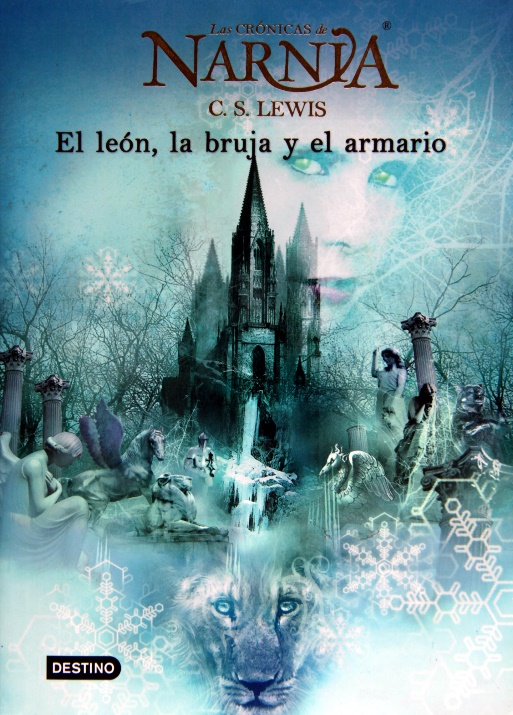 Las CRÓNICAS de
NARNIA®
C. S. LEWIS
El león, la bruja y el armario
DESTINO